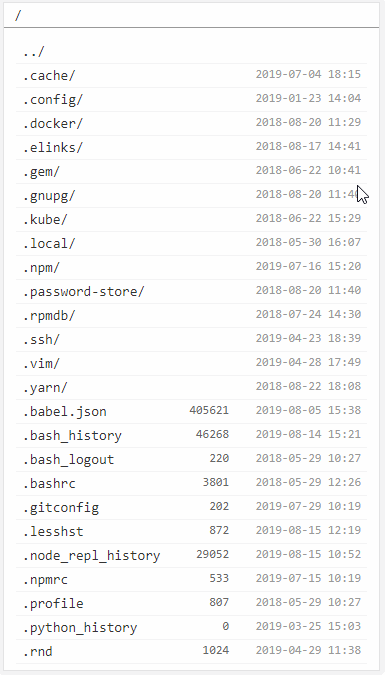 /
../
.cache/ 2019-07-04 18:15
.config/ 2019-01-23 14:04
.docker/ 2018-08-20 11:29
.elinks/ 2018-08-17 14:41
.gem/ 2018-06-22 10:41
.gnupg/ 2018-08-20
.kube/ 2018-06-22 15:29
.local/ 2018-05-30 16:07
.npm/ 2019-07-16 15:20
.password-store/ 2018-08-20 11:40
.rpmdb/ 2018-07-24 14:30
.ssh/ 2019-04-23 18:39
.vim/ 2018-04-28 17:49
.yarn/ 2018-08-22 18:08
.babel.json 405621 2019-08-05 15:38
.bash_history 46268 2019-08-14 15:21
.bash_logout 220 2018-05-29 10:27
.bashrc 3801 2018-05-29 12:26
.gitconfig 202 2019-07-29 10:19
.lesshst 872 2019-08-15 12:19
.node_repl_history 29052 2019-08-15 10:52
.npmrc 533 2019-07-15 10:19
.profile 807 2018-05-29 10:27
.python_history 0 2019-03-25 15:03
.rnd 1024 2019-04-29 11:38